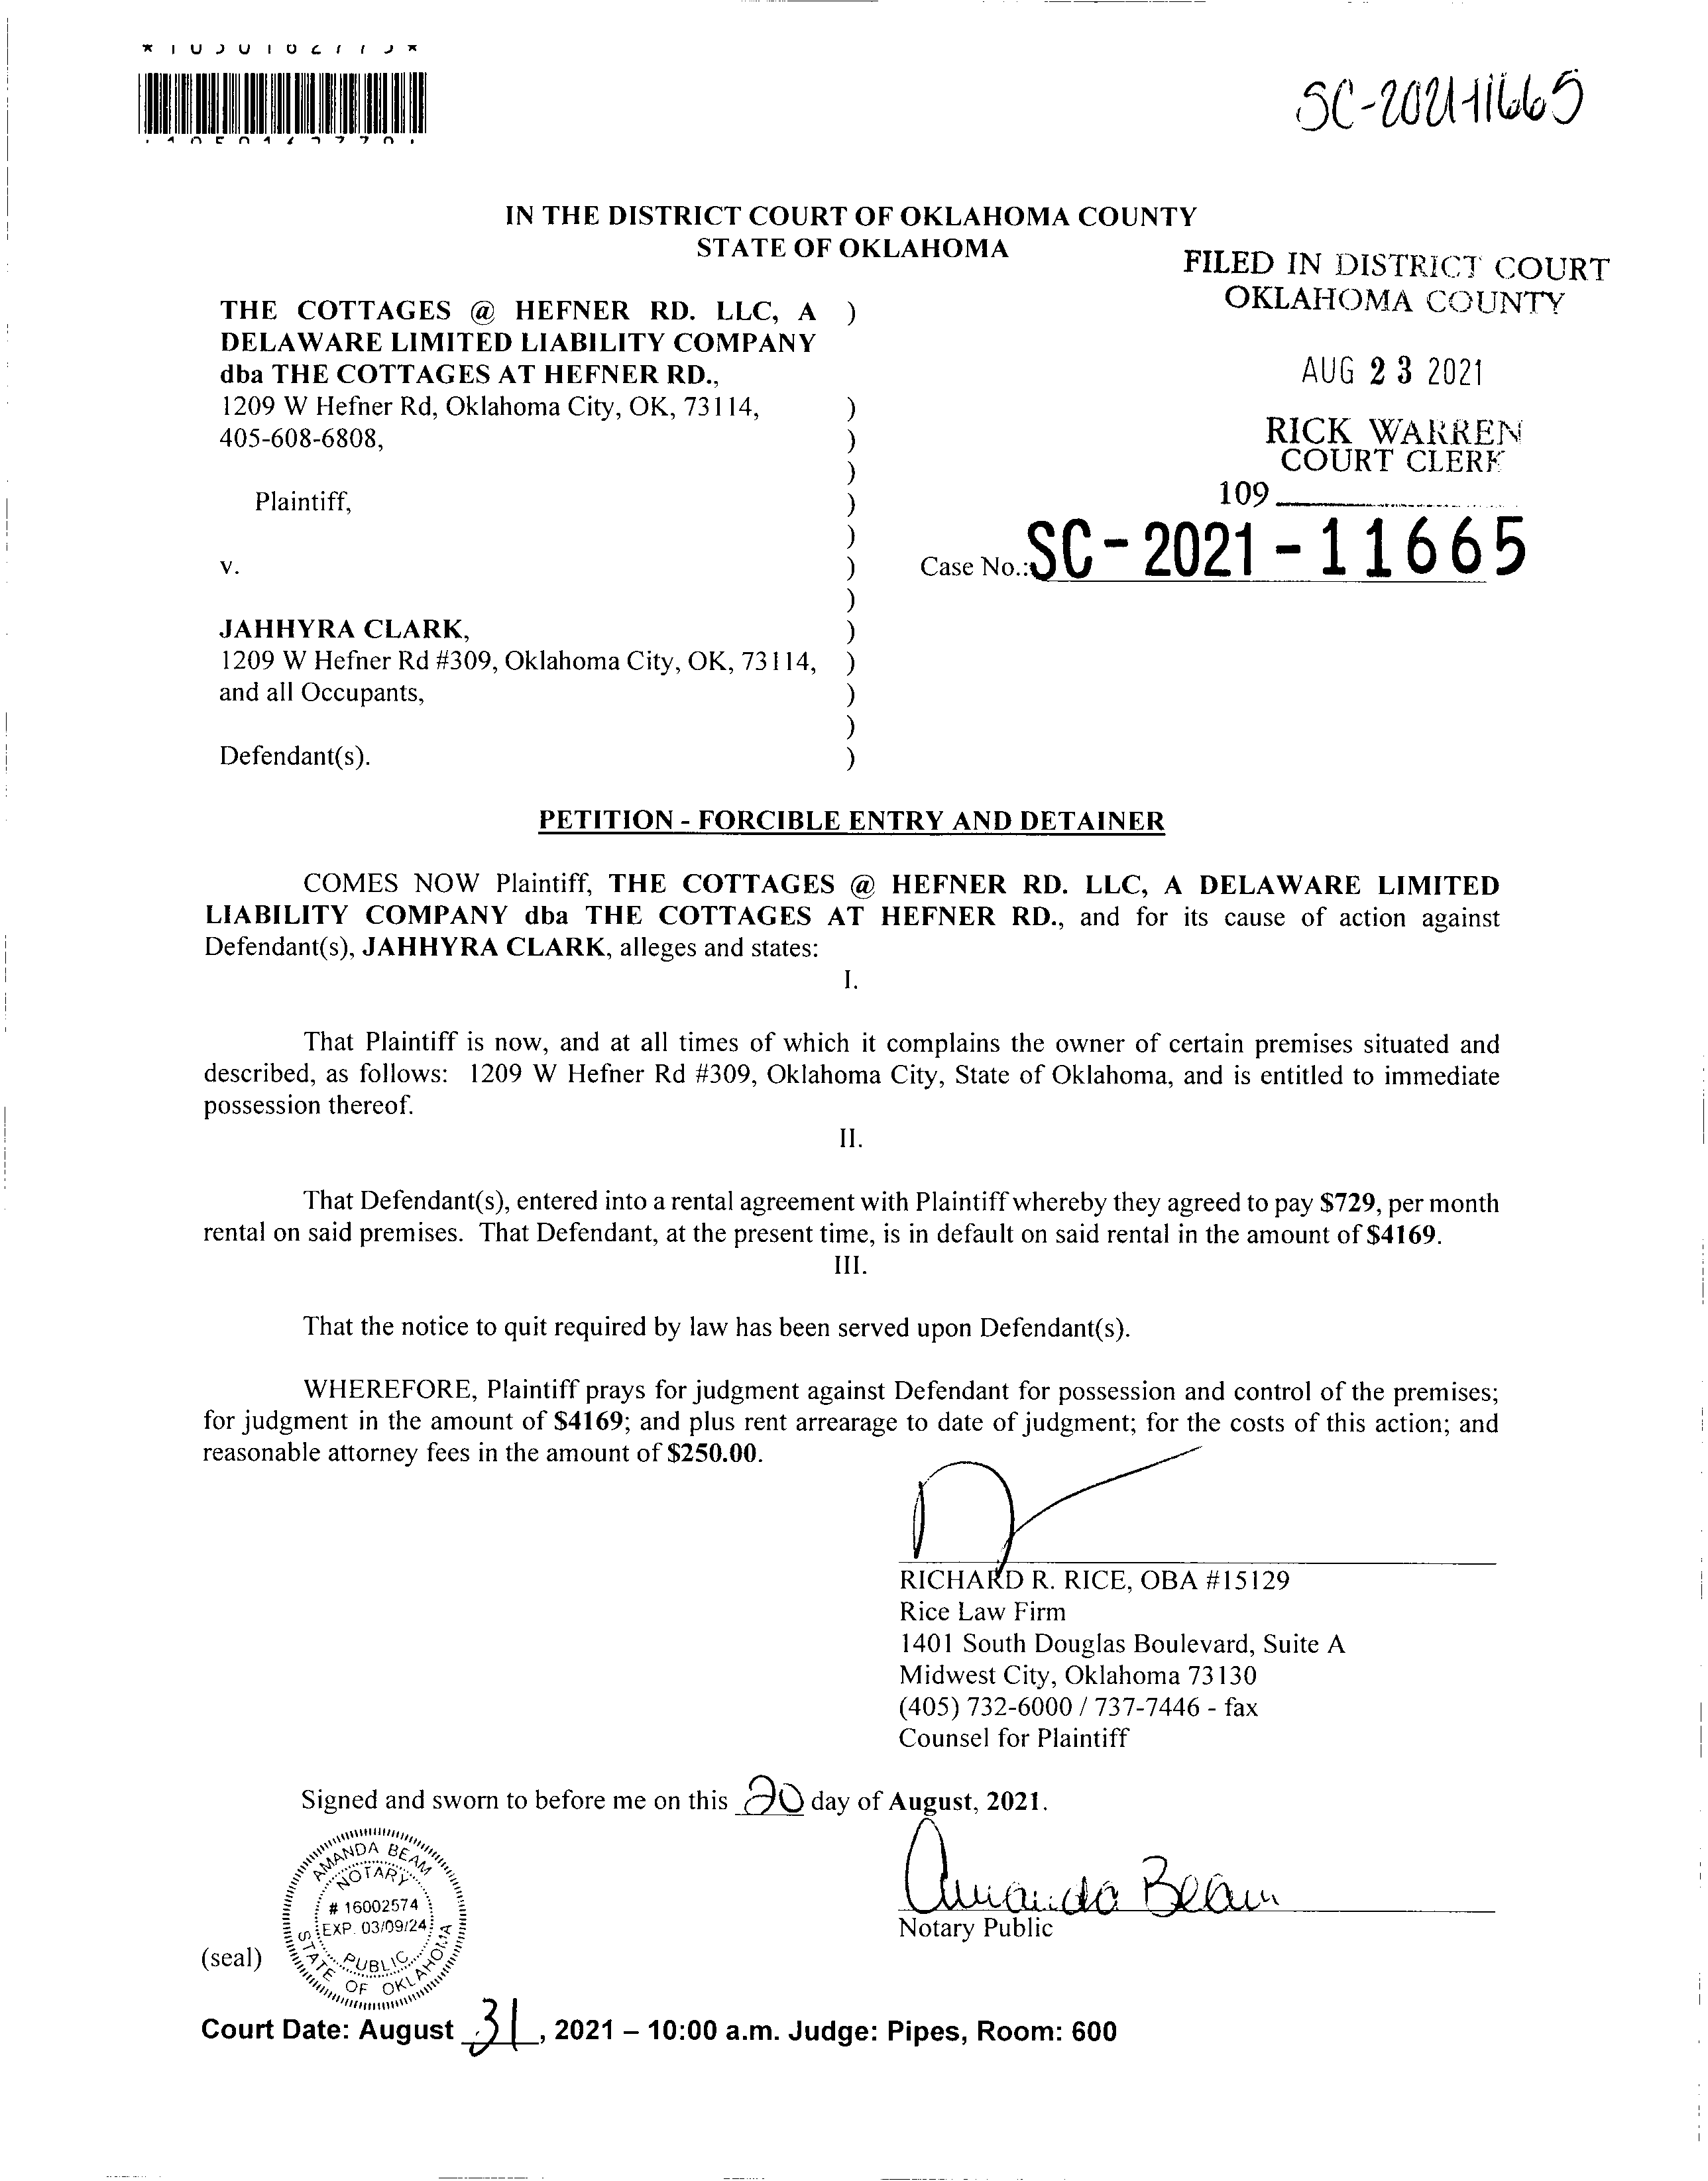 SC-2021-11665
IN THE DISTRICT COURT OF OKLAHOMA COUNTY
STATE OF OKLAHOMA
FILED IN DISTRICT COURT
OKLAHOMA COUNTY
AUG 23 2021
RICK WARREN
COURT CLERK
109
THE COTTAGES @ HEFNER RD. LLC, A )
DELAWARE LIMITED LIABILITY COMPANY
dba THE COTTAGES AT HEFNER RD.,
1209 W Hefner Rd, Oklahoma City, OK, 73114, )
405-608-6808, )
)
Plaintiff, )
)
v. ) Case No.: SC-2021-11665
)
JAHHYRA CLARK, )
1209 W Hefner Rd #309, Oklahoma City, OK, 73114, )
and all Occupants, )
)
Defendant(s). )
PETITION - FORCIBLE ENTRY AND DETAINER
COMES NOW Plaintiff, THE COTTAGES @ HEFNER RD. LLC, A DELAWARE LIMITED
LIABILITY COMPANY dba THE COTTAGES AT HEFNER RD., and for its cause of action against
Defendant(s), JAHHYRA CLARK, alleges and states:
I.
That Plaintiff is now, and at all times of which it complains the owner of certain premises situated and
described, as follows: 1209 W Hefner Rd #309, Oklahoma City, State of Oklahoma, and is entitled to immediate
possession thereof.
II.
That Defendant(s), entered into a rental agreement with Plaintiff whereby they agreed to pay $729, per month
rental on said premises. That Defendant, at the present time, is in default on said rental in the amount of $4169.
III.
That the notice to quit required by law has been served upon Defendant(s).
WHEREFORE, Plaintiff prays for judgment against Defendant for possession and control of the premises;
for judgment in the amount of $4169; and plus rent arrearage to date of judgment; for the costs of this action; and
reasonable attorney fees in the amount of $250.00.
RICHARD R. RICE, OBA #15129
Rice Law Firm
1401 South Douglas Boulevard, Suite A
Midwest City, Oklahoma 73130
(405) 732-6000 / 737-7446 - fax
Counsel for Plaintiff
Signed and sworn to before me on this 20 day of August, 2021.
AMANDA BEAM
NOTARY
# 16002574
EXP. 03/09/24
PUBLIC
STATE OF OKLAHOMA
Amanda Beam
Notary Public
(seal)
Court Date: August 31, 2021 – 10:00 a.m. Judge: Pipes, Room: 600